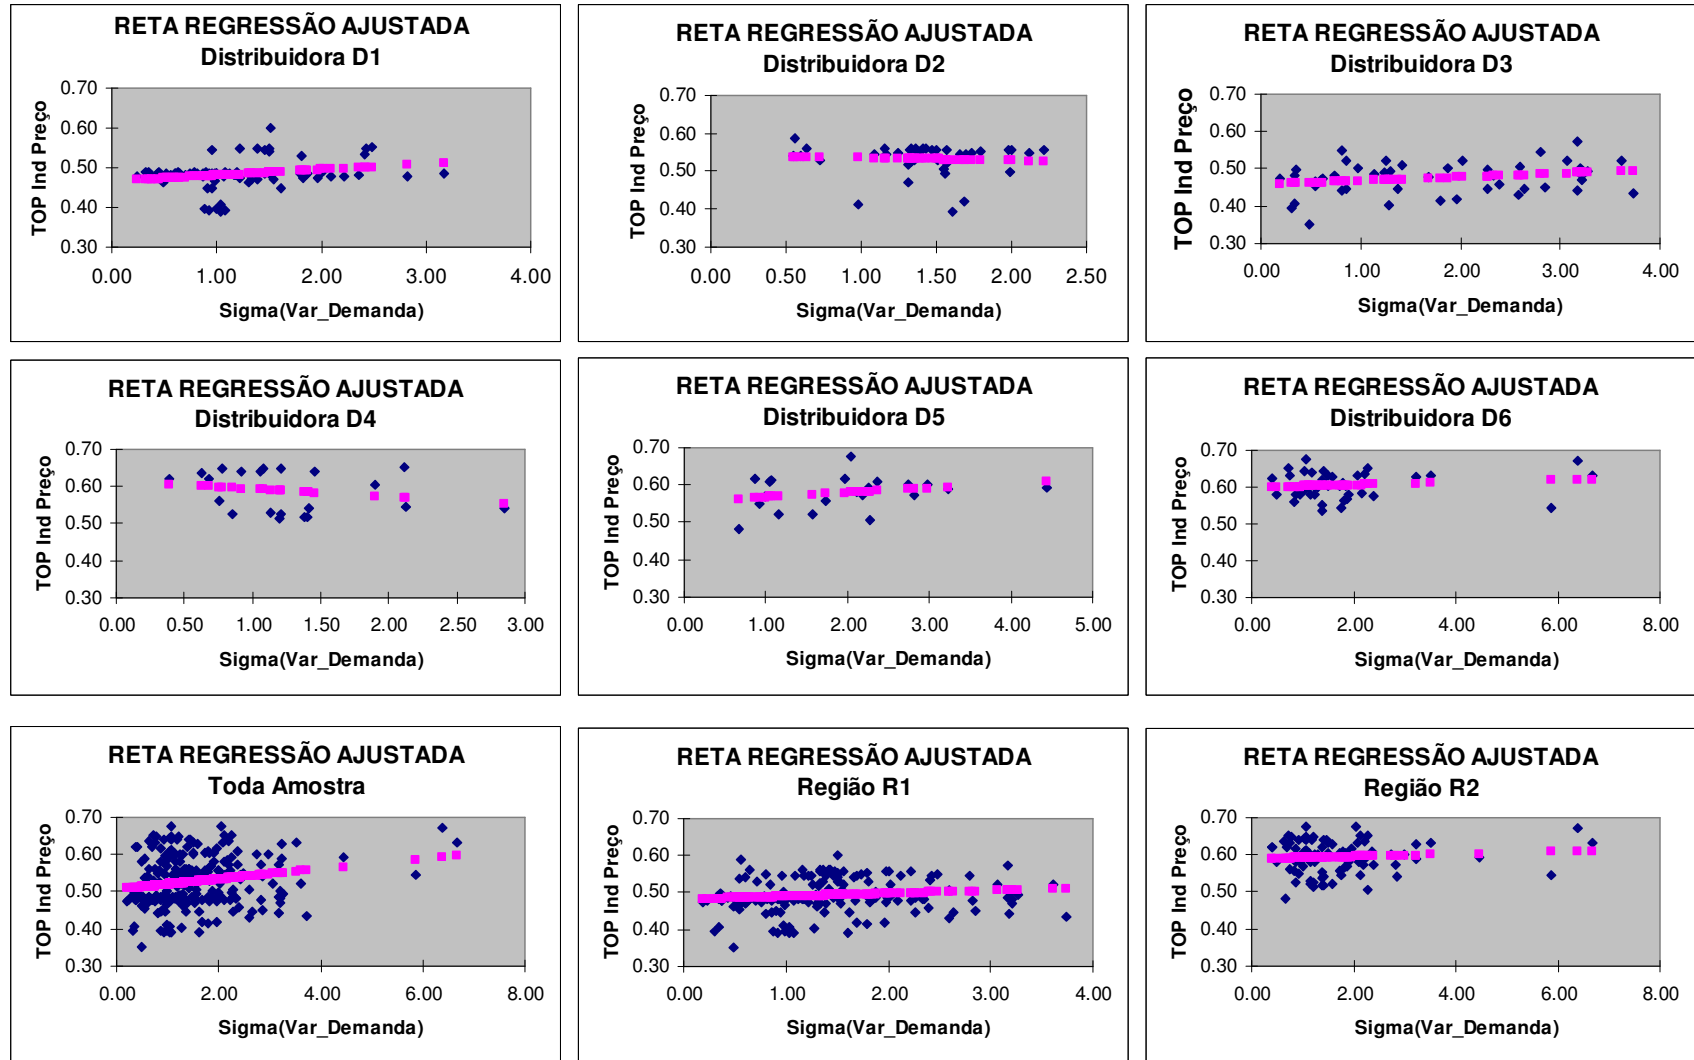 RETA REGRESSÃO AJUSTADA
Distribuidora D1
TOP Ind Preço
0.70
0.60
0.50
0.40
0.30
0.00 1.00 2.00 3.00 4.00
Sigma(Var_Demanda)
RETA REGRESSÃO AJUSTADA
Distribuidora D2
TOP Ind Preço
0.70
0.60
0.50
0.40
0.30
0.00 0.50 1.00 1.50 2.00 2.50
Sigma(Var_Demanda)
RETA REGRESSÃO AJUSTADA
Distribuidora D3
TOP Ind Preço
0.70
0.60
0.50
0.40
0.30
0.00 1.00 2.00 3.00 4.00
Sigma(Var_Demanda)
RETA REGRESSÃO AJUSTADA
Distribuidora D4
TOP Ind Preço
0.70
0.60
0.50
0.40
0.30
0.00 0.50 1.00 1.50 2.00 2.50 3.00
Sigma(Var_Demanda)
RETA REGRESSÃO AJUSTADA
Distribuidora D5
TOP Ind Preço
0.70
0.60
0.50
0.40
0.30
0.00 1.00 2.00 3.00 4.00 5.00
Sigma(Var_Demanda)
RETA REGRESSÃO AJUSTADA
Distribuidora D6
TOP Ind Preço
0.70
0.60
0.50
0.40
0.30
0.00 2.00 4.00 6.00 8.00
Sigma(Var_Demanda)
RETA REGRESSÃO AJUSTADA
Toda Amostra
TOP Ind Preço
0.70
0.60
0.50
0.40
0.30
0.00 2.00 4.00 6.00 8.00
Sigma(Var_Demanda)
RETA REGRESSÃO AJUSTADA
Região R1
TOP Ind Preço
0.70
0.60
0.50
0.40
0.30
0.00 1.00 2.00 3.00 4.00
Sigma(Var_Demanda)
RETA REGRESSÃO AJUSTADA
Região R2
TOP Ind Preço
0.70
0.60
0.50
0.40
0.30
0.00 2.00 4.00 6.00 8.00
Sigma(Var_Demanda)